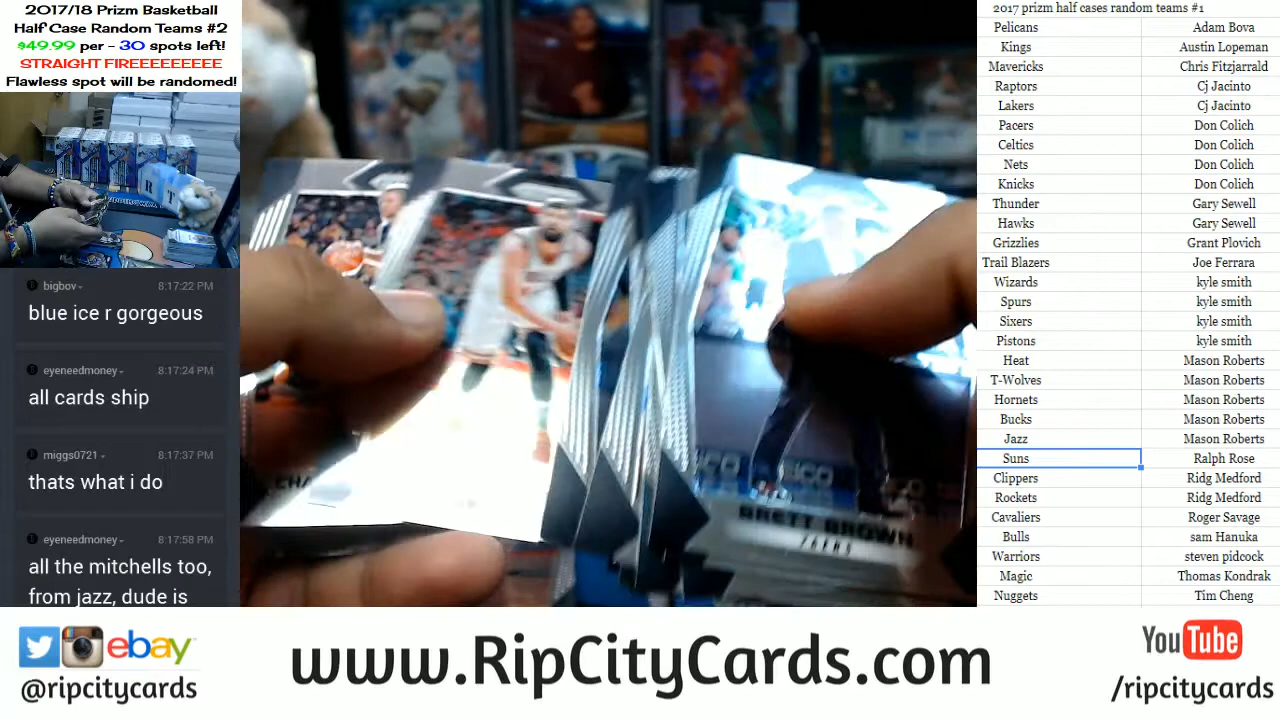 2017/18 Prizm Basketball
Half Case Random Teams #2
$49.99 per - 30 spots left!
STRAIGHT FIREEEEEEEEE
Flawless spot will be randomed!
bigbov
8:17:22 PM
blue ice r gorgeous
eyeneedmoney
8:17:24 PM
all cards ship
miggs0721
8:17:37 PM
thats what i do
eyeneedmoney
8:17:58 PM
all the mitchells too,
from jazz, dude is
BRETT BROWN
76ERS
2017 prizm half cases random teams #1
Pelicans Adam Bova
Kings Austin Lopeman
Mavericks Chris Fitzjarrald
Raptors Cj Jacinto
Lakers Cj Jacinto
Pacers Don Colich
Celtics Don Colich
Nets Don Colich
Knicks Don Colich
Thunder Gary Sewell
Hawks Gary Sewell
Grizzlies Grant Plovich
Trail Blazers Joe Ferrara
Wizards kyle smith
Spurs kyle smith
Sixers kyle smith
Pistons kyle smith
Heat Mason Roberts
T-Wolves Mason Roberts
Hornets Mason Roberts
Bucks Mason Roberts
Jazz Mason Roberts
Suns Ralph Rose
Clippers Ridg Medford
Rockets Ridg Medford
Cavaliers Roger Savage
Bulls sam Hanuka
Warriors steven pidcock
Magic Thomas Kondrak
Nuggets Tim Cheng
ebay
@ripcitycards
www.RipCityCards.com
YouTube
/ripcitycards